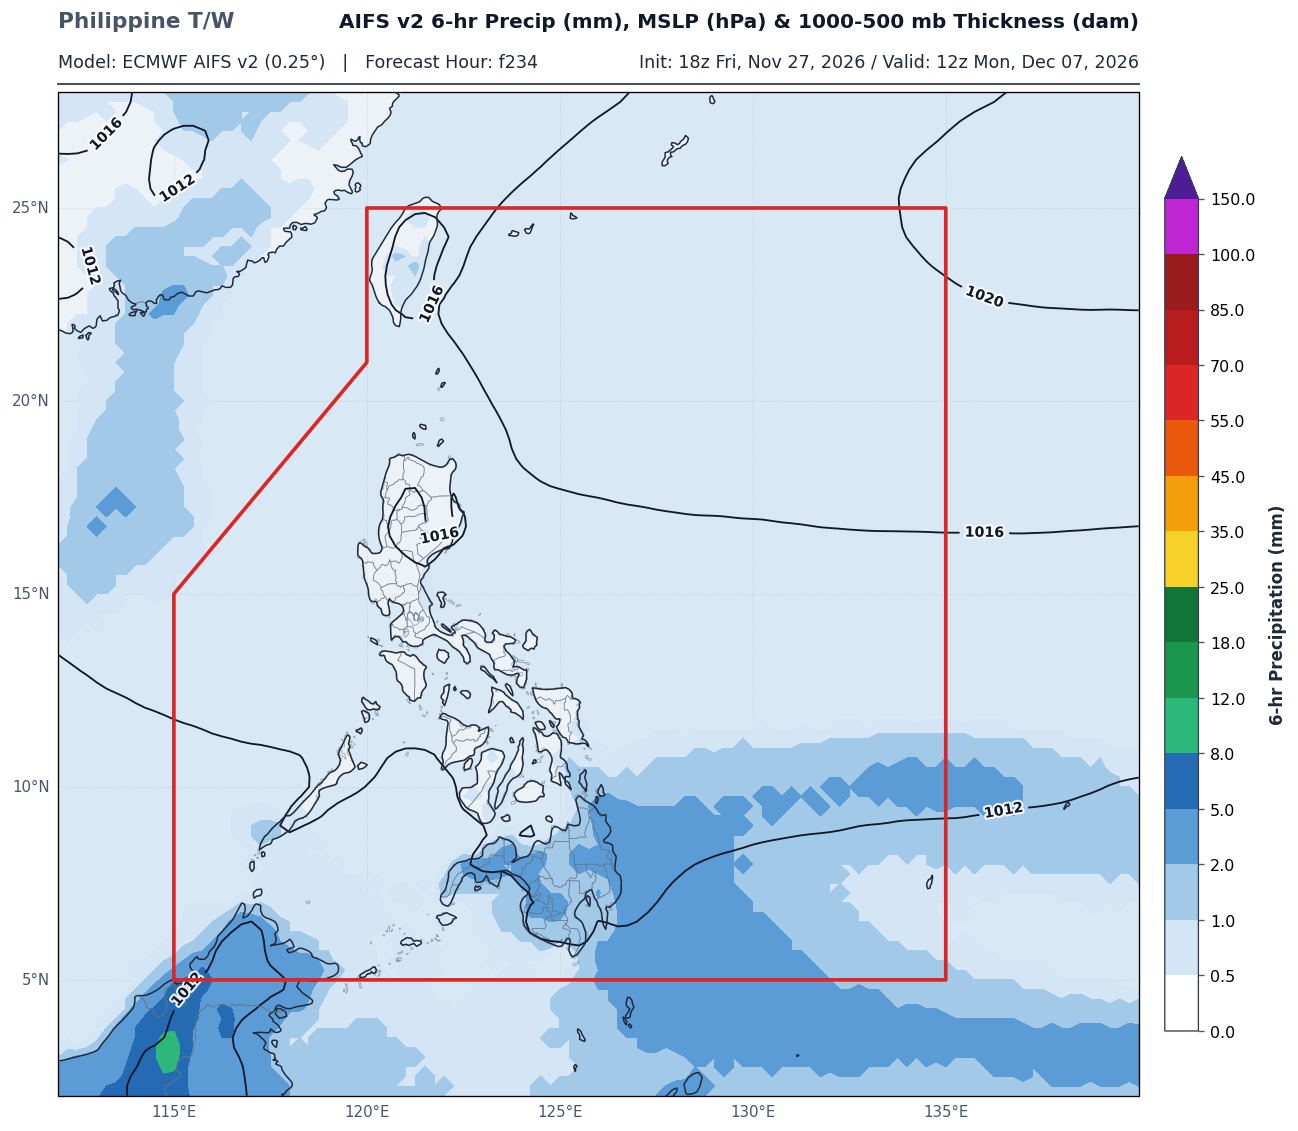 Philippine T/W
AIFS v2 6-hr Precip (mm), MSLP (hPa) & 1000-500 mb Thickness (dam)
Model: ECMWF AIFS v2 (0.25°) | Forecast Hour: f234
Init: 18z Fri, Nov 27, 2026 / Valid: 12z Mon, Dec 07, 2026
1016
1012
1012
1016
1020
1016
1016
1012
1012
25°N
20°N
15°N
10°N
5°N
115°E
120°E
125°E
130°E
135°E
150.0
100.0
85.0
70.0
55.0
45.0
35.0
25.0
18.0
12.0
8.0
5.0
2.0
1.0
0.5
0.0
6-hr Precipitation (mm)